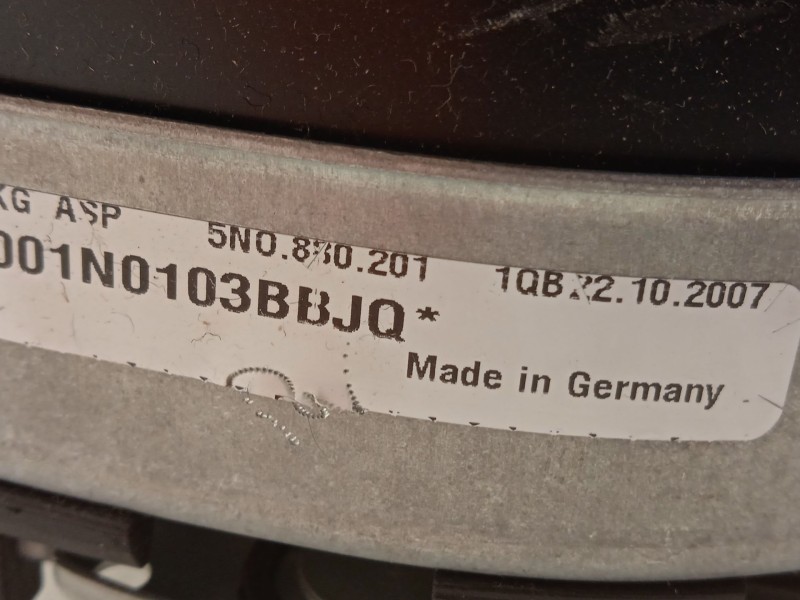 KG ASP 5N0.880.201 1QB 22.10.2007
001N0103BBJQ*
Made in Germany